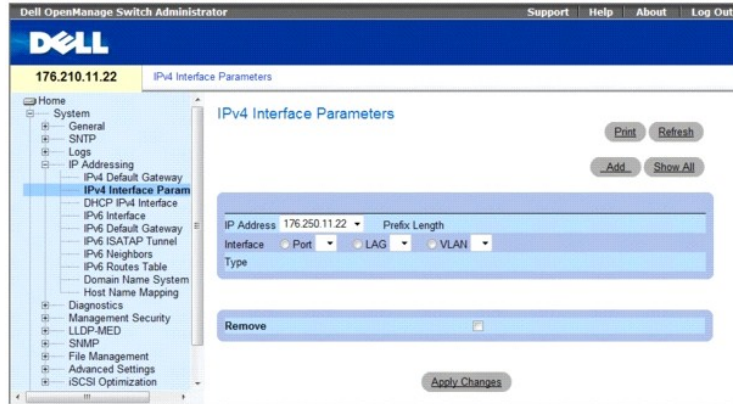 Dell OpenManage Switch Administrator
Support Help About Log Out
DELL
176.210.11.22
IPv4 Interface Parameters
Home
System
General
SNTP
Logs
IP Addressing
IPv4 Default Gateway
IPv4 Interface Param
DHCP IPv4 Interface
IPv6 Interface
IPv6 Default Gateway
IPv6 ISATAP Tunnel
IPv6 Neighbors
IPv6 Routes Table
Domain Name System
Host Name Mapping
Diagnostics
Management Security
LLDP-MED
SNMP
File Management
Advanced Settings
iSCSI Optimization
IPv4 Interface Parameters
Print Refresh
Add Show All
IP Address 176.250.11.22 Prefix Length
Interface Port LAG VLAN
Type
Remove
Apply Changes